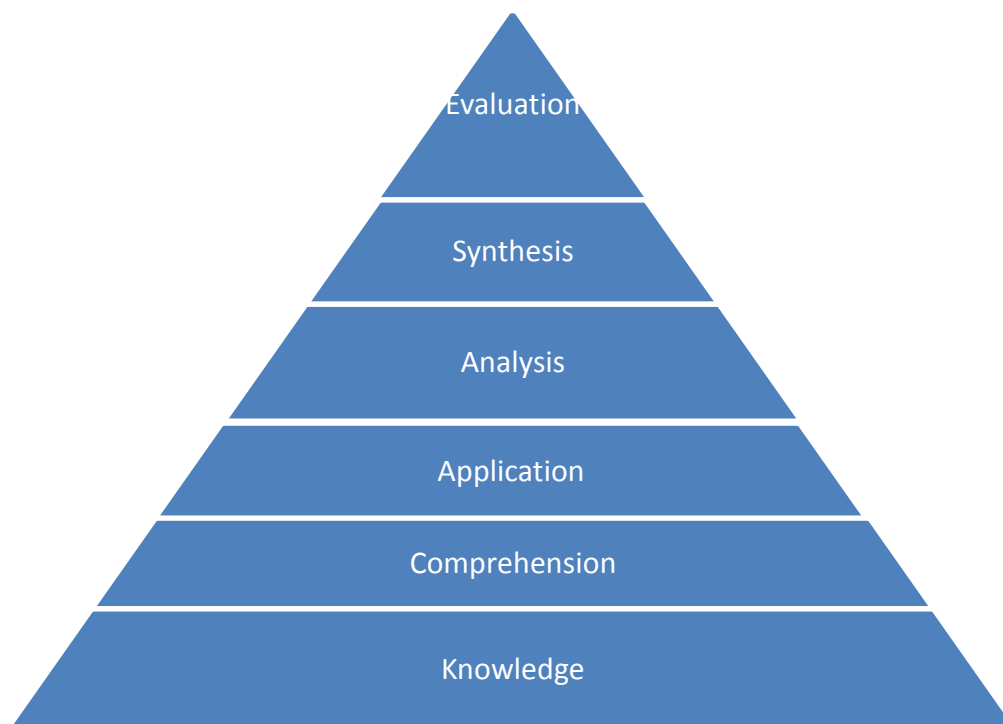 Evaluation
Synthesis
Analysis
Application
Comprehension
Knowledge